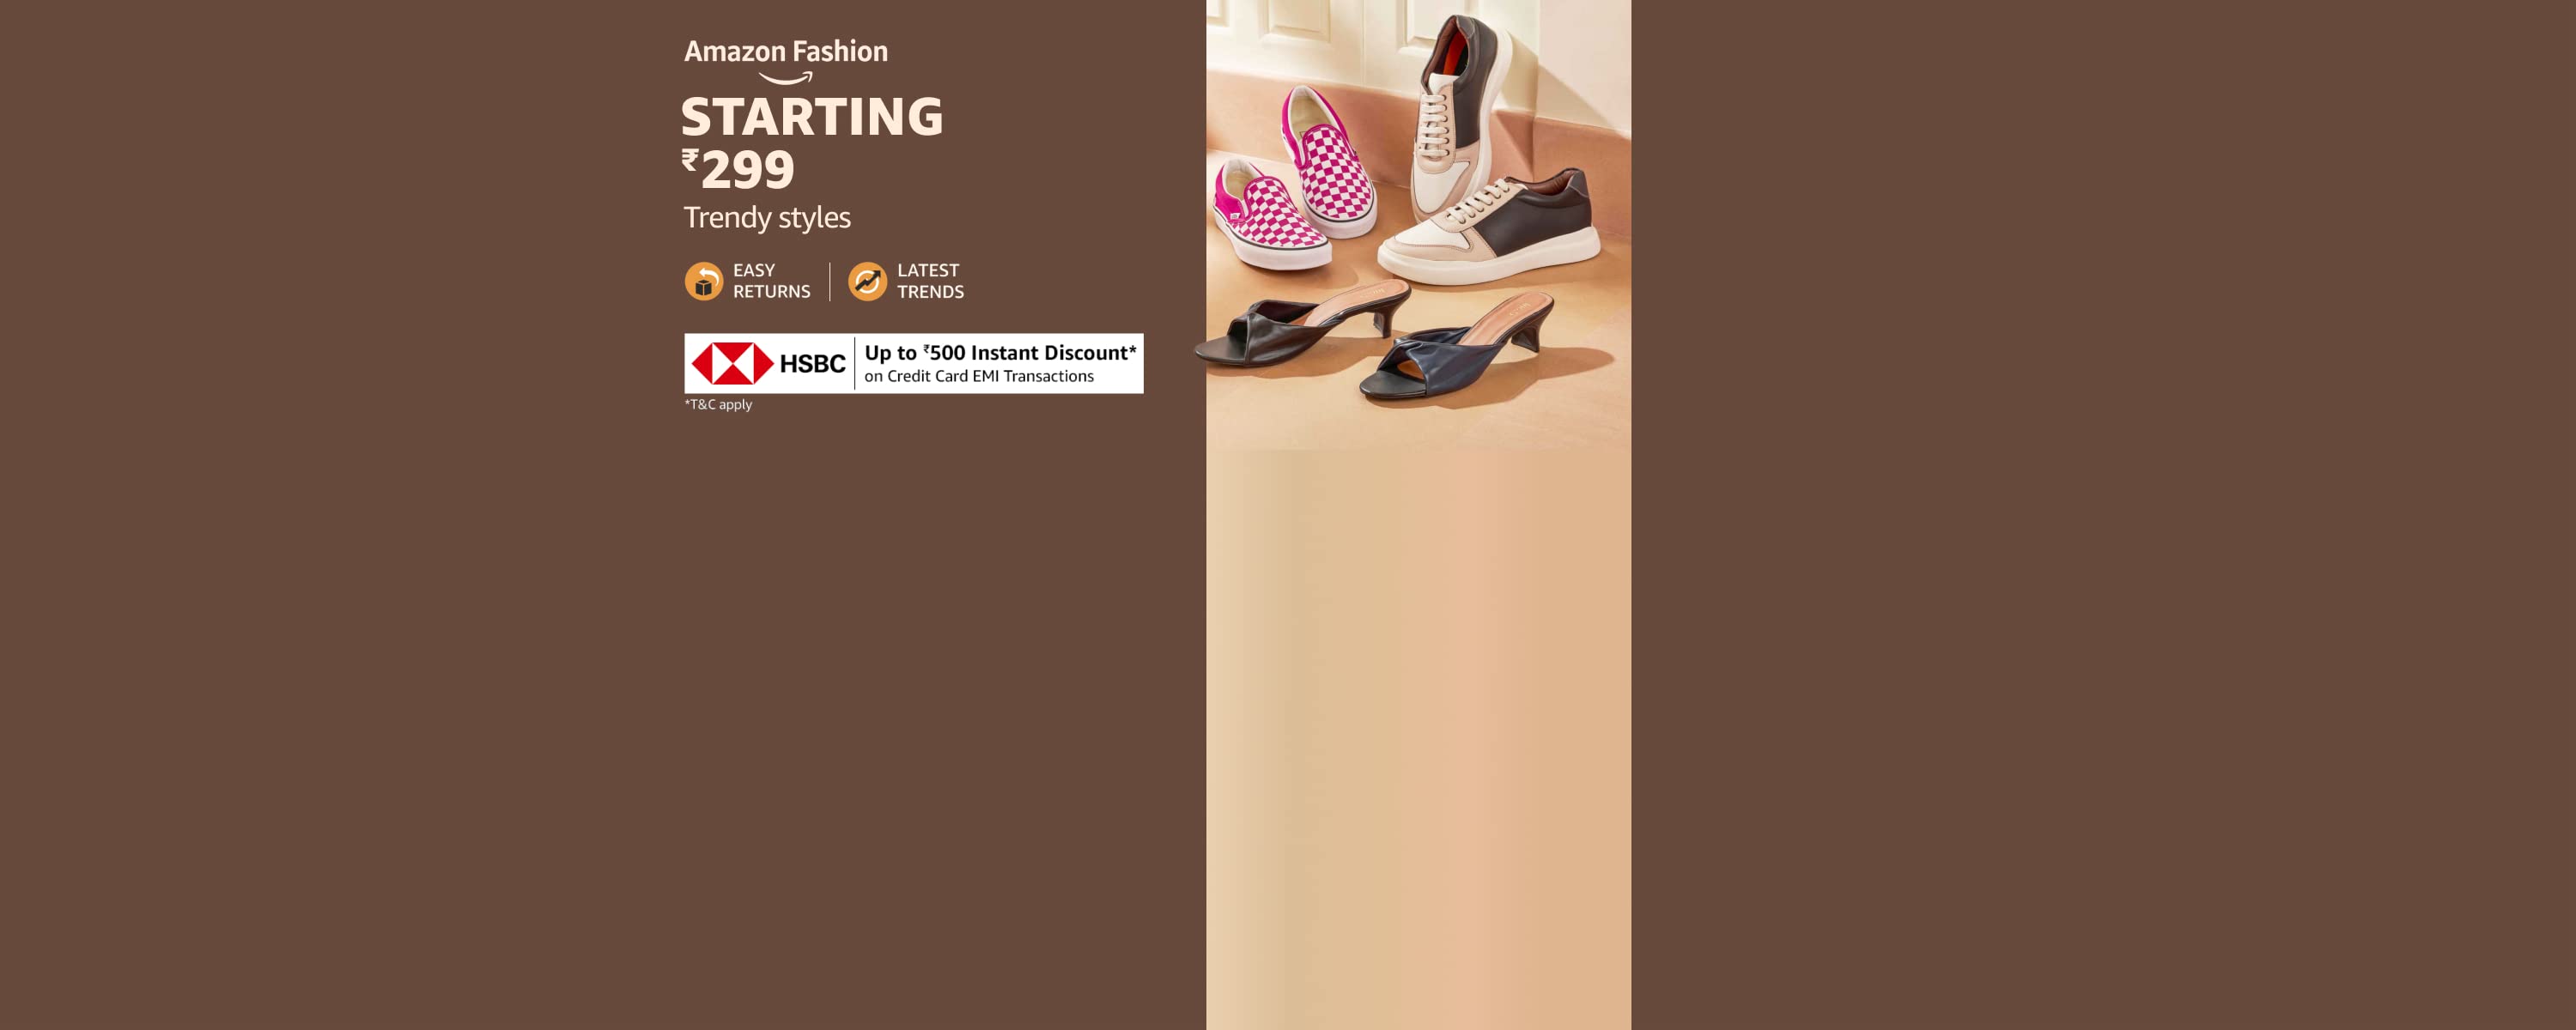 Amazon Fashion
STARTING
₹299
Trendy styles
EASY
RETURNS
LATEST
TRENDS
HSBC
Up to ₹500 Instant Discount*
on Credit Card EMI Transactions
*T&C apply